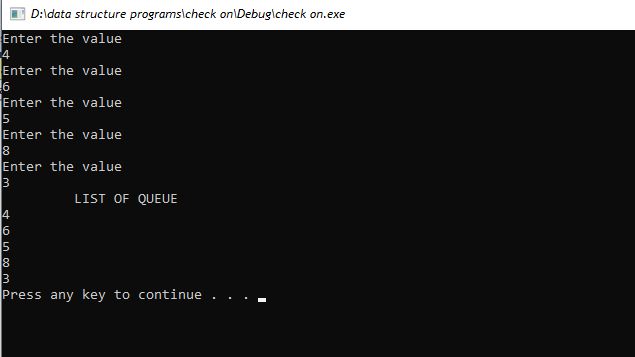 D:\data structure programs\check on\Debug\check on.exe
Enter the value
4
Enter the value
6
Enter the value
5
Enter the value
8
Enter the value
3
LIST OF QUEUE
4
6
5
8
3
Press any key to continue . . .